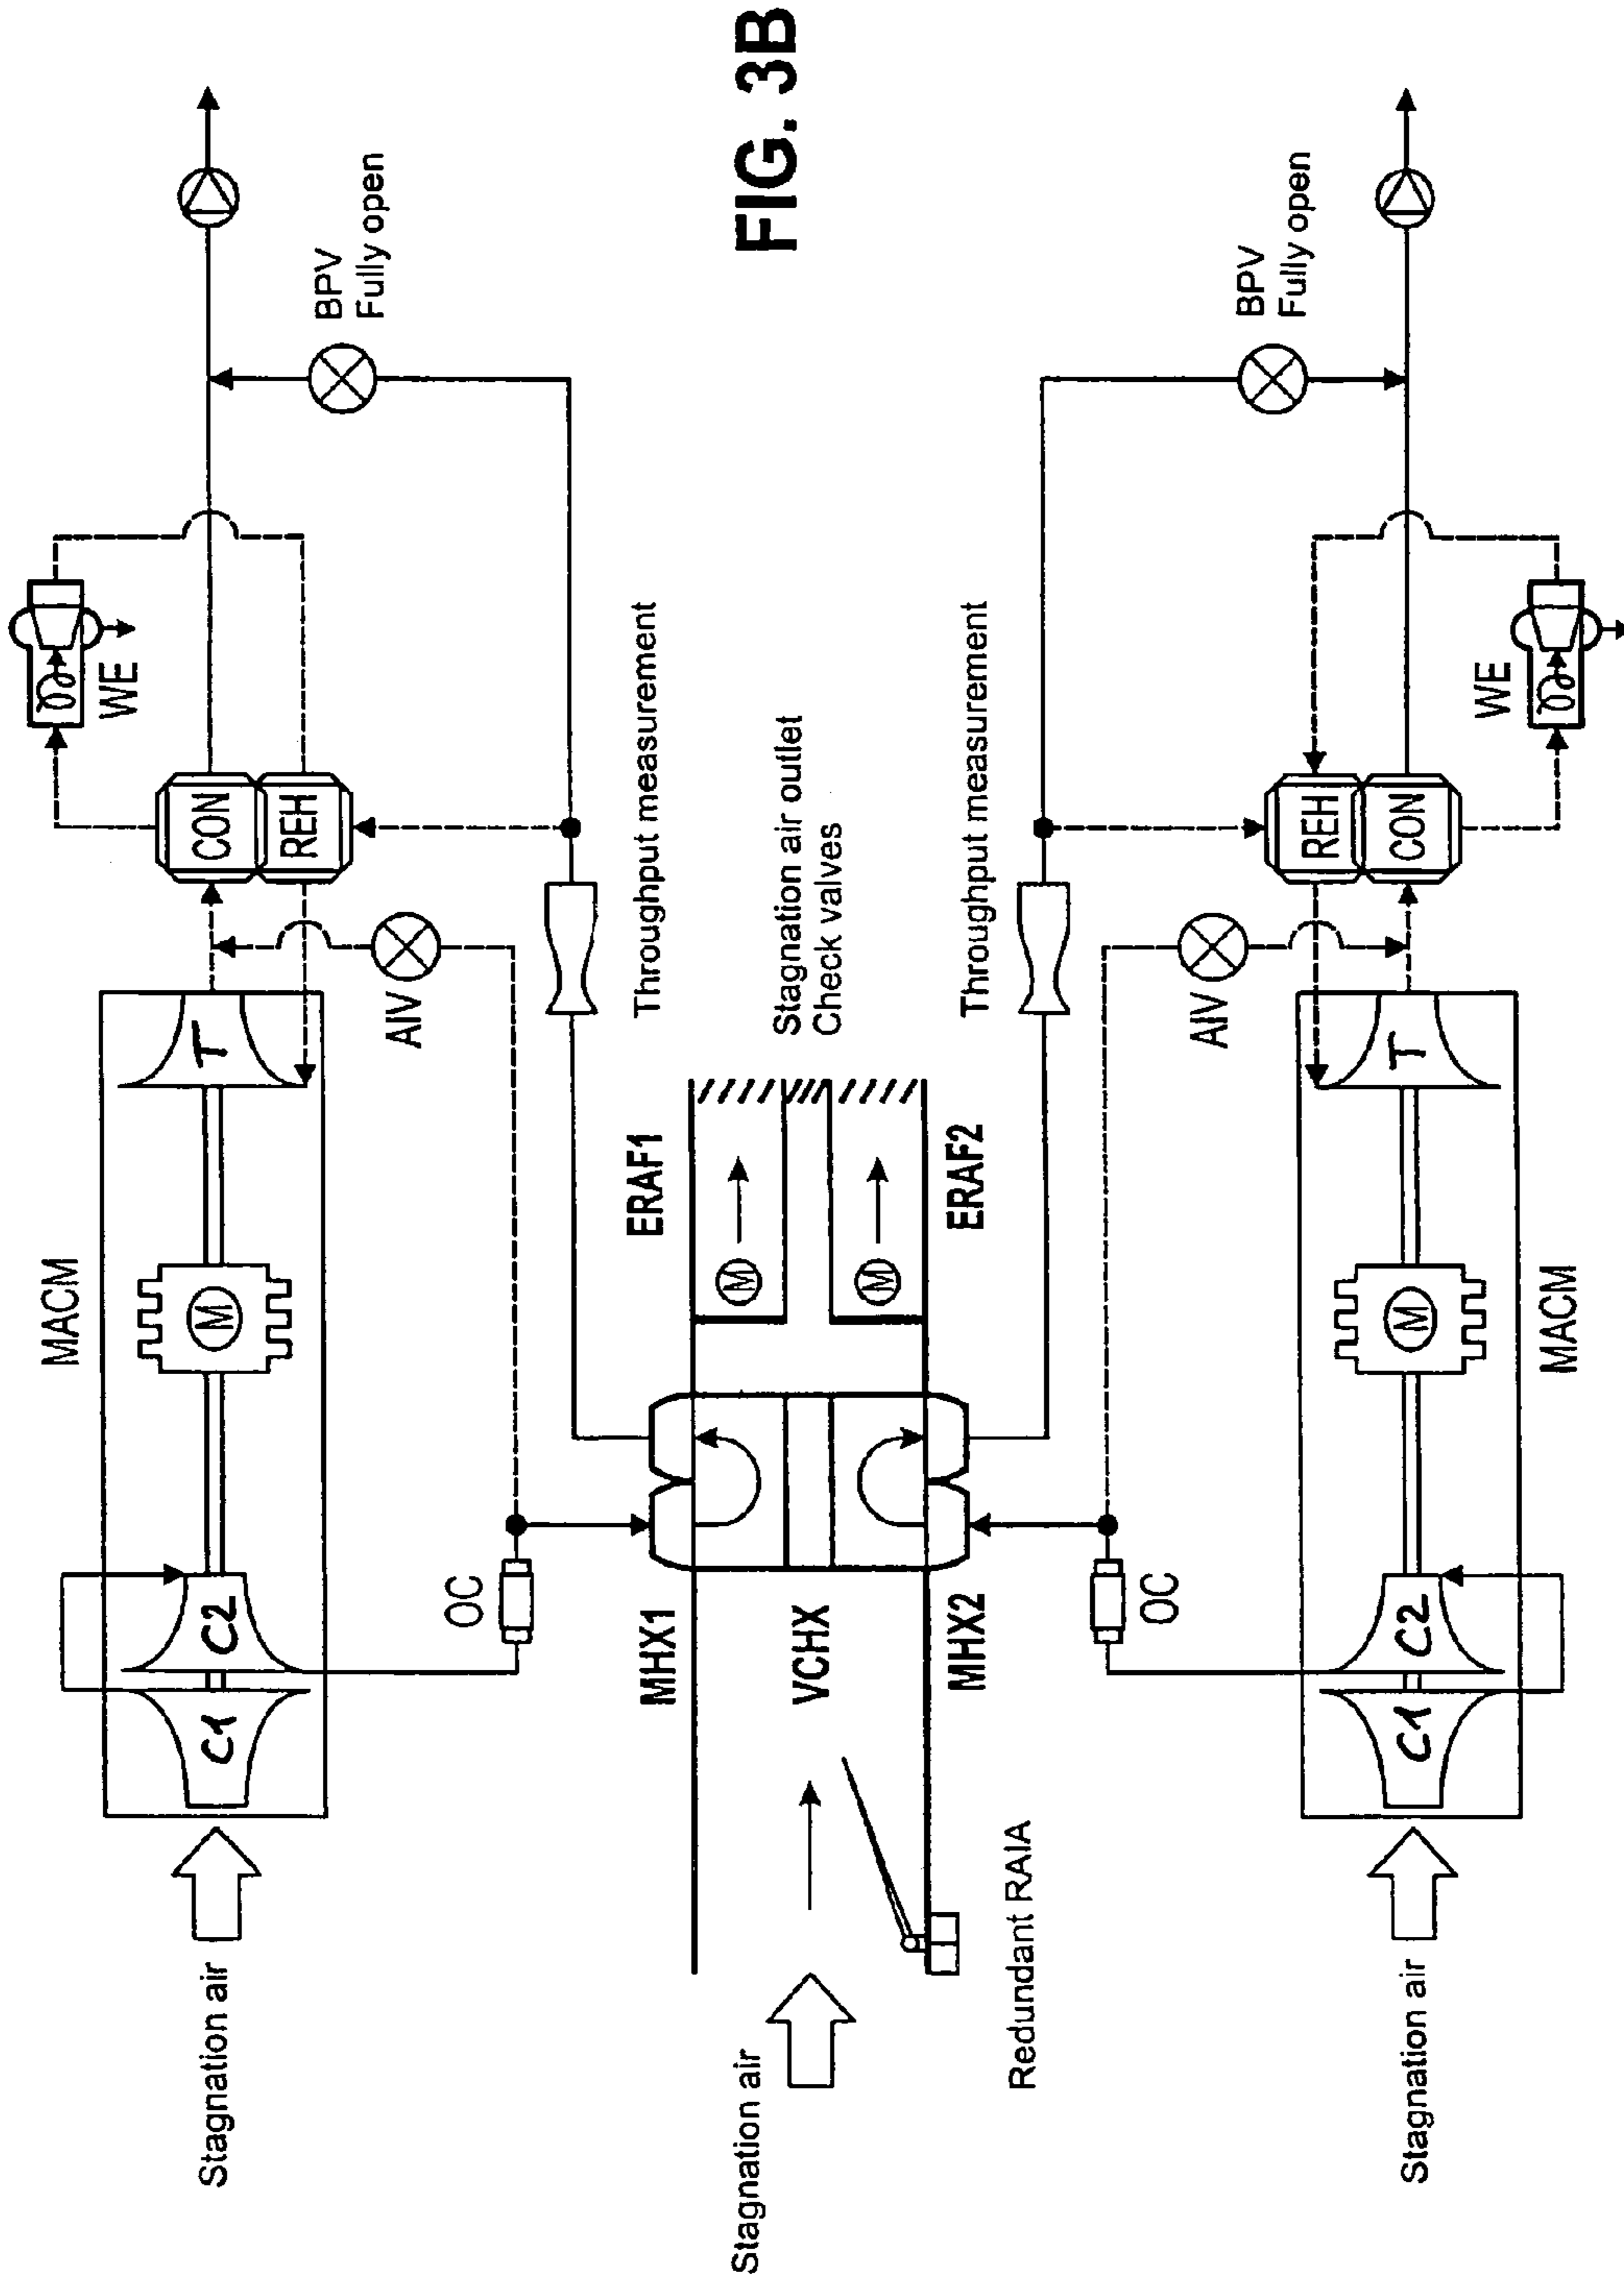 FIG. 3B
WE
BPV
Fully open
CON
REH
Throughput measurement
AIV
T
MACM
M
C2
C1
OC
Stagnation air
Stagnation air outlet
Check valves
ERAF1
M
M
ERAF2
MHX1
VCHX
MHX2
Redundant RAIA
Stagnation air
BPV
Fully open
WE
REH
CON
Throughput measurement
AIV
T
M
MACM
OC
C2
C1
Stagnation air